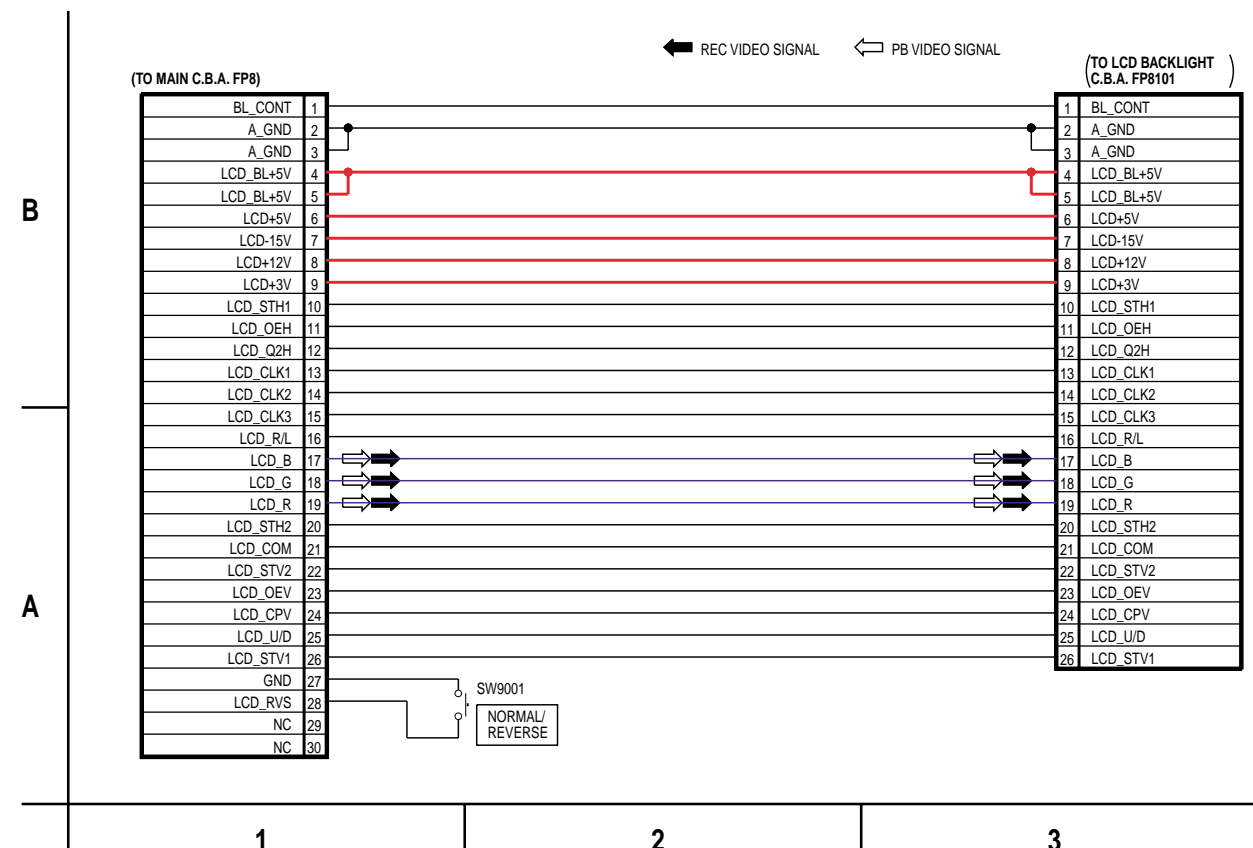 REC VIDEO SIGNAL PB VIDEO SIGNAL
(TO MAIN C.B.A. FP8)
(TO LCD BACKLIGHT
C.B.A. FP8101 )
BL_CONT 1
A_GND 2
A_GND 3
LCD_BL+5V 4
LCD_BL+5V 5
LCD+5V 6
LCD-15V 7
LCD+12V 8
LCD+3V 9
LCD_STH1 10
LCD_OEH 11
LCD_Q2H 12
LCD_CLK1 13
LCD_CLK2 14
LCD_CLK3 15
LCD_R/L 16
LCD_B 17
LCD_G 18
LCD_R 19
LCD_STH2 20
LCD_COM 21
LCD_STV2 22
LCD_OEV 23
LCD_CPV 24
LCD_U/D 25
LCD_STV1 26
GND 27
LCD_RVS 28
NC 29
NC 30
SW9001
NORMAL/
REVERSE
1 BL_CONT
2 A_GND
3 A_GND
4 LCD_BL+5V
5 LCD_BL+5V
6 LCD+5V
7 LCD-15V
8 LCD+12V
9 LCD+3V
10 LCD_STH1
11 LCD_OEH
12 LCD_Q2H
13 LCD_CLK1
14 LCD_CLK2
15 LCD_CLK3
16 LCD_R/L
17 LCD_B
18 LCD_G
19 LCD_R
20 LCD_STH2
21 LCD_COM
22 LCD_STV2
23 LCD_OEV
24 LCD_CPV
25 LCD_U/D
26 LCD_STV1
B
A
1 2 3